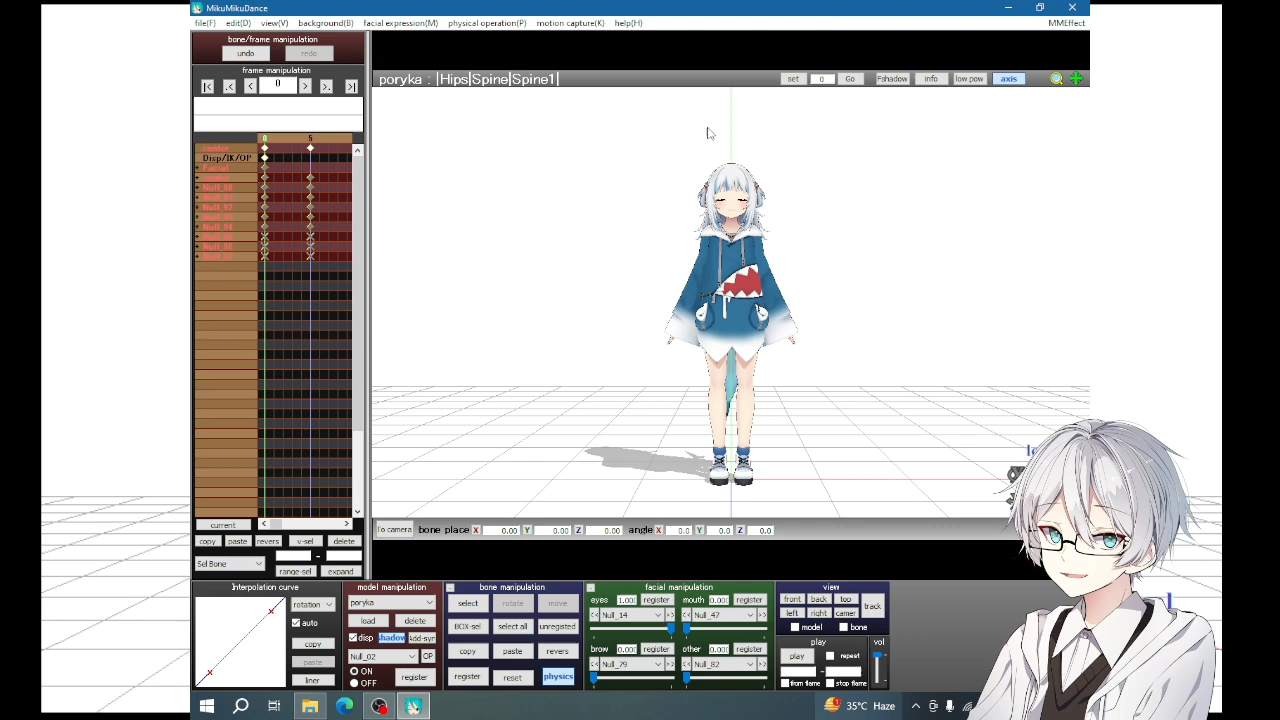 MikuMikuDance
file(F) edit(D) view(V) background(B) facial expression(M) physical operation(P) motion capture(K) help(H) MMEffect
bone/frame manipulation
undo redo
frame manipulation
|< .< < 0 > >. >|
poryka : |Hips|Spine|Spine1|
set 0 Go Fshadow info low pow axis
0 5
center
Disp/IK/OP
Null_00
current
copy paste revers v-sel delete
Sel Bone -
range-sel expand
To camera bone place X 0.00 Y 0.00 Z 0.00 angle X 0.0 Y 0.0 Z 0.0
Interpolation curve
rotation
auto
copy
paste
liner
model manipulation
poryka
load delete
disp shadow Add-syn
Null_02 OP
ON
OFF
register
bone manipulation
select rotate move
BOX-sel select all unregisted
copy paste revers
register reset physics
facial manipulation
eyes 1.000 register mouth 0.000 register
<< Null_14 >> << Null_47 >>
brow 0.000 register other 0.000 register
<< Null_79 >> << Null_82 >>
view
front back top
left right camer
track
model bone
play
play repeat
-
from flame stop flame
vol
35°C Haze